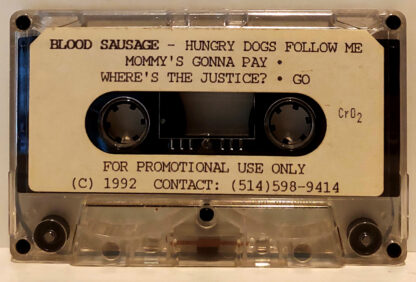 BLOOD SAUSAGE - HUNGRY DOGS FOLLOW ME
MOMMY'S GONNA PAY •
WHERE'S THE JUSTICE? • GO
CrO2
FOR PROMOTIONAL USE ONLY
(C) 1992 CONTACT: (514)598-9414